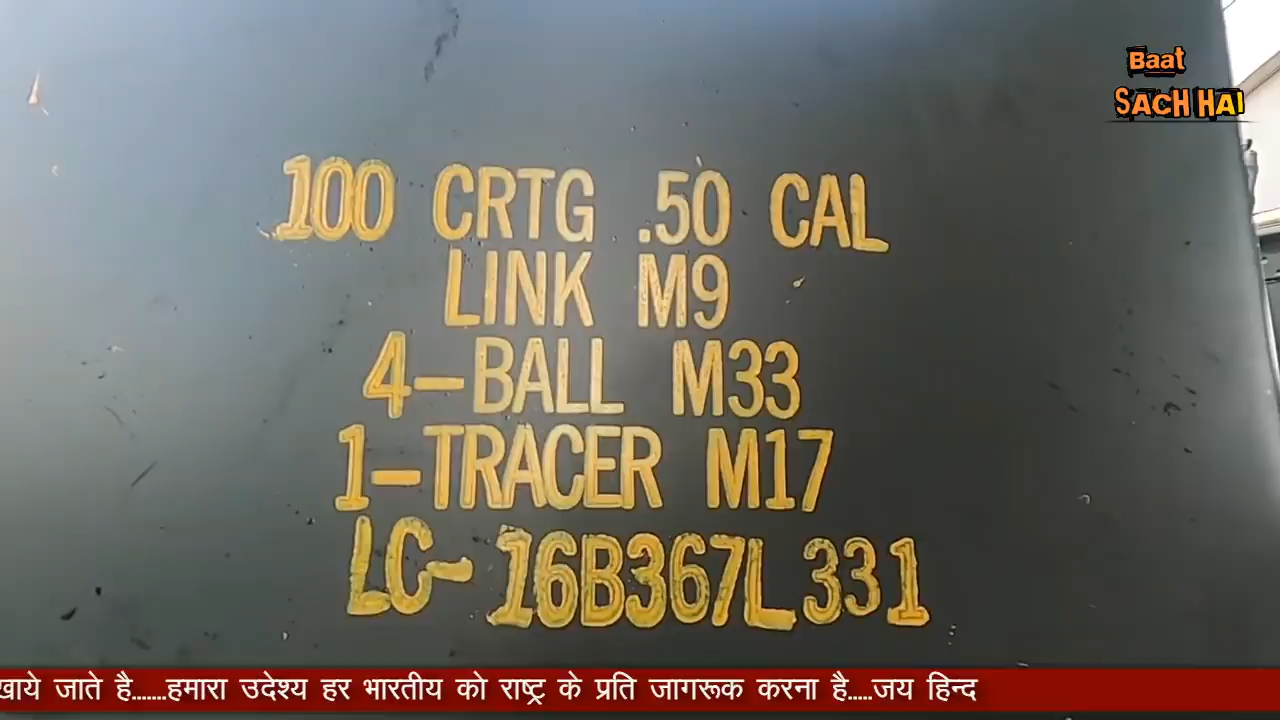 Baat
SACH HAI
100 CRTG .50 CAL
LINK M9
4-BALL M33
1-TRACER M17
LC-16B367L331
खाये जाते है.......हमारा उदेश्य हर भारतीय को राष्ट्र के प्रति जागरूक करना है.....जय हिन्द